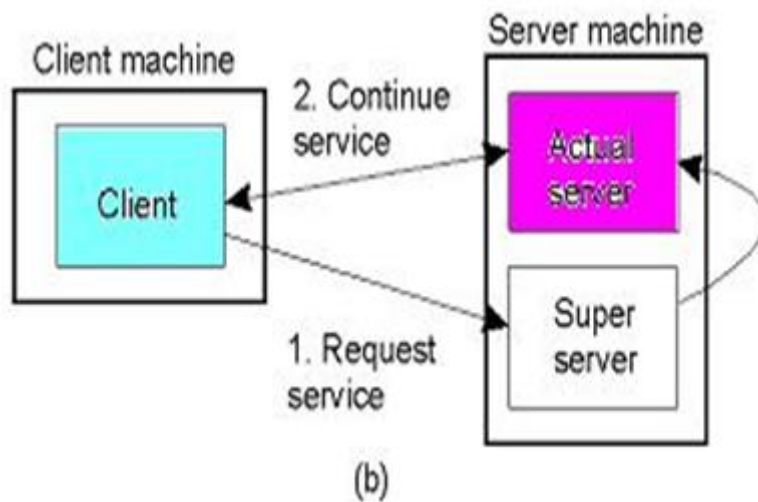 Client machine
Client
2. Continue
service
1. Request
service
Server machine
Actual
server
Super
server
(b)